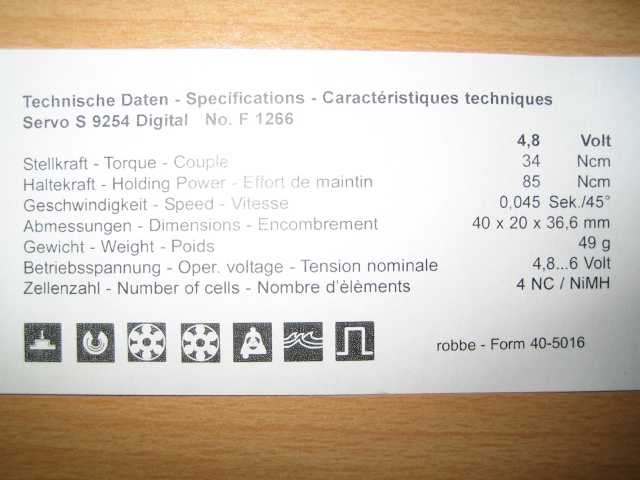 Technische Daten - Specifications - Caractéristiques techniques
Servo S 9254 Digital No. F 1266
4,8 Volt
Stellkraft - Torque - Couple 34 Ncm
Haltekraft - Holding Power - Effort de maintin 85 Ncm
Geschwindigkeit - Speed - Vitesse 0,045 Sek./45°
Abmessungen - Dimensions - Encombrement 40 x 20 x 36,6 mm
Gewicht - Weight - Poids 49 g
Betriebsspannung - Oper. voltage - Tension nominale 4,8...6 Volt
Zellenzahl - Number of cells - Nombre d'èlèments 4 NC / NiMH
robbe - Form 40-5016